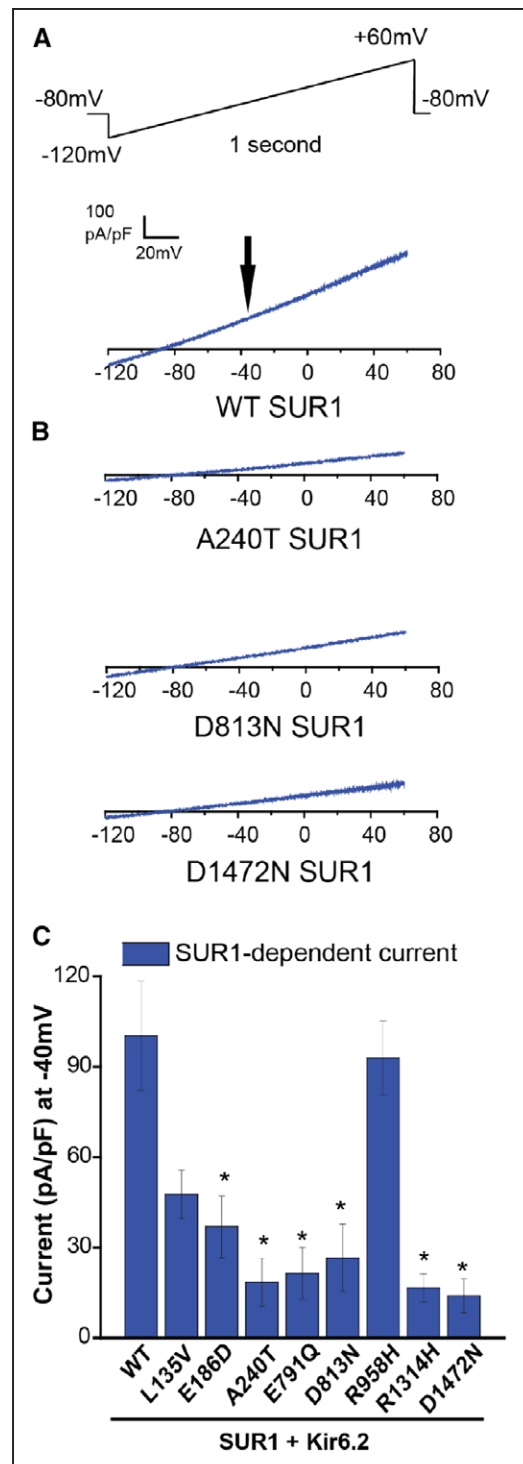 A
+60mV
-80mV
-80mV
-120mV
1 second
100
pA/pF
20mV
-120 -80 -40 0 40 80
WT SUR1
B
-120 -80 -40 0 40 80
A240T SUR1
-120 -80 -40 0 40 80
D813N SUR1
-120 -80 -40 0 40 80
D1472N SUR1
C
SUR1-dependent current
Current (pA/pF) at -40mV
120
90
60
30
0
* * * * * * *
WT L135V E186D A240T E791Q D813N R958H R1314H D1472N
SUR1 + Kir6.2